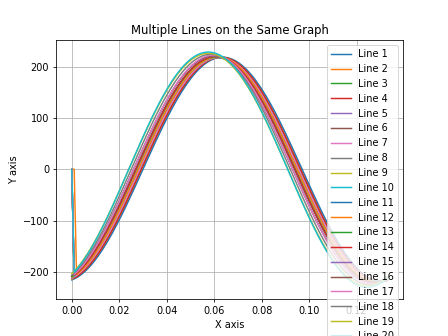 Multiple Lines on the Same Graph
Y axis
200
100
0
−100
−200
0.00
0.02
0.04
0.06
0.08
0.10
X axis
Line 1
Line 2
Line 3
Line 4
Line 5
Line 6
Line 7
Line 8
Line 9
Line 10
Line 11
Line 12
Line 13
Line 14
Line 15
Line 16
Line 17
Line 18
Line 19
Line 20